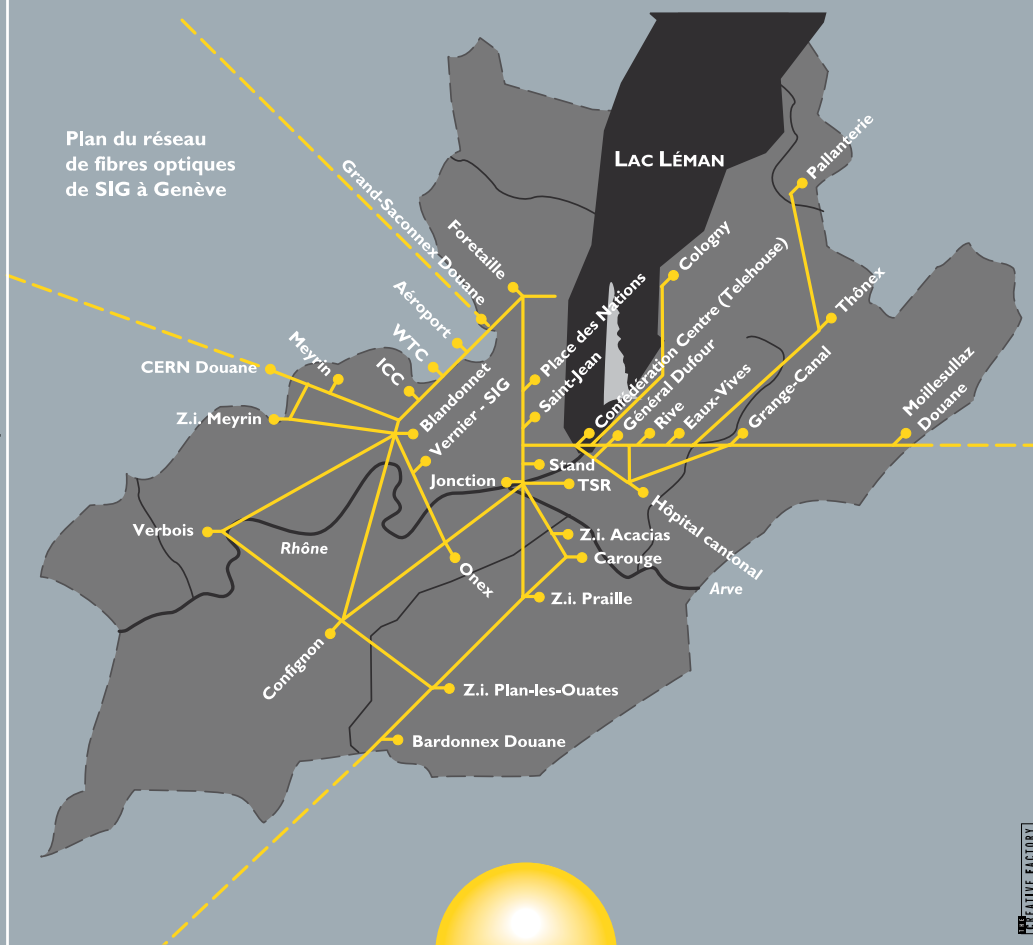 Plan du réseau
de fibres optiques
de SIG à Genève
LAC LÉMAN
Pallanterie
Grand-Saconnex Douane
Foretaille
Cologny
Aéroport
Place des Nations
Confédération Centre (Telehouse)
Thônex
WTC
Meyrin
CERN Douane
ICC
Saint-Jean
Général Dufour
Rive
Eaux-Vives
Grange-Canal
Moillesullaz
Douane
Z.i. Meyrin
Blandonnet
Vernier - SIG
Stand
Jonction
TSR
Hôpital cantonal
Verbois
Rhône
Onex
Z.i. Acacias
Carouge
Arve
Z.i. Praille
Confignon
Z.i. Plan-les-Ouates
Bardonnex Douane
THE
CREATIVE FACTORY